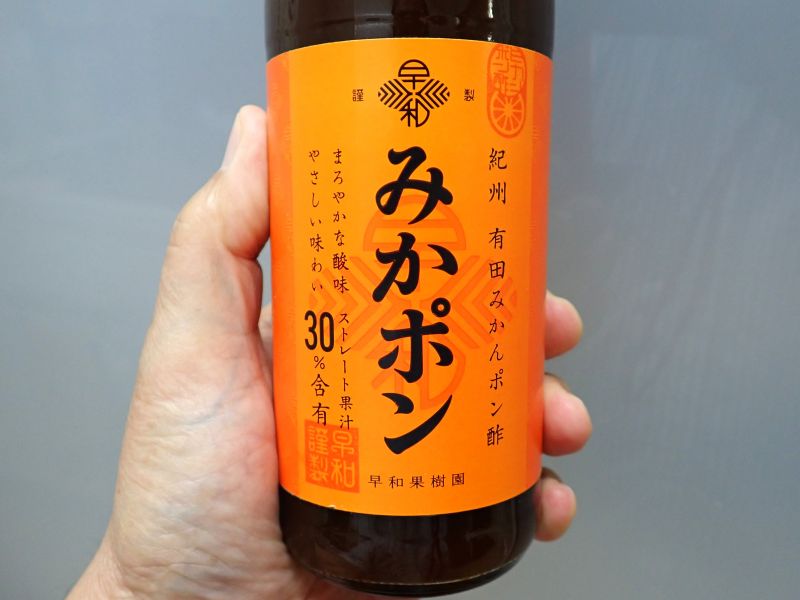 謹
早和
製
紀州 有田みかんポン酢
みかポン
まろやかな酸味
やさしい味わい
ストレート果汁
30%含有
早和
謹製
早和果樹園